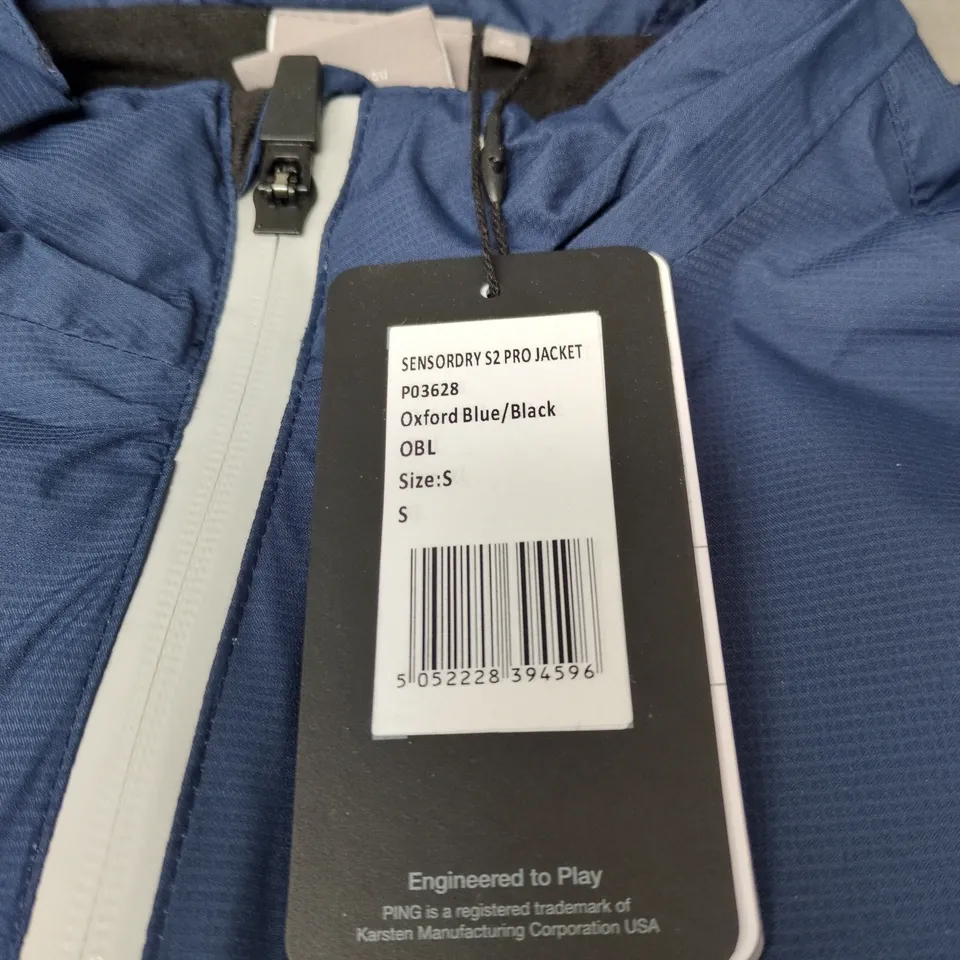 SENSORDRY S2 PRO JACKET
P03628
Oxford Blue/Black
OBL
Size:S
S
5 052228 394596
Engineered to Play
PING is a registered trademark of
Karsten Manufacturing Corporation USA